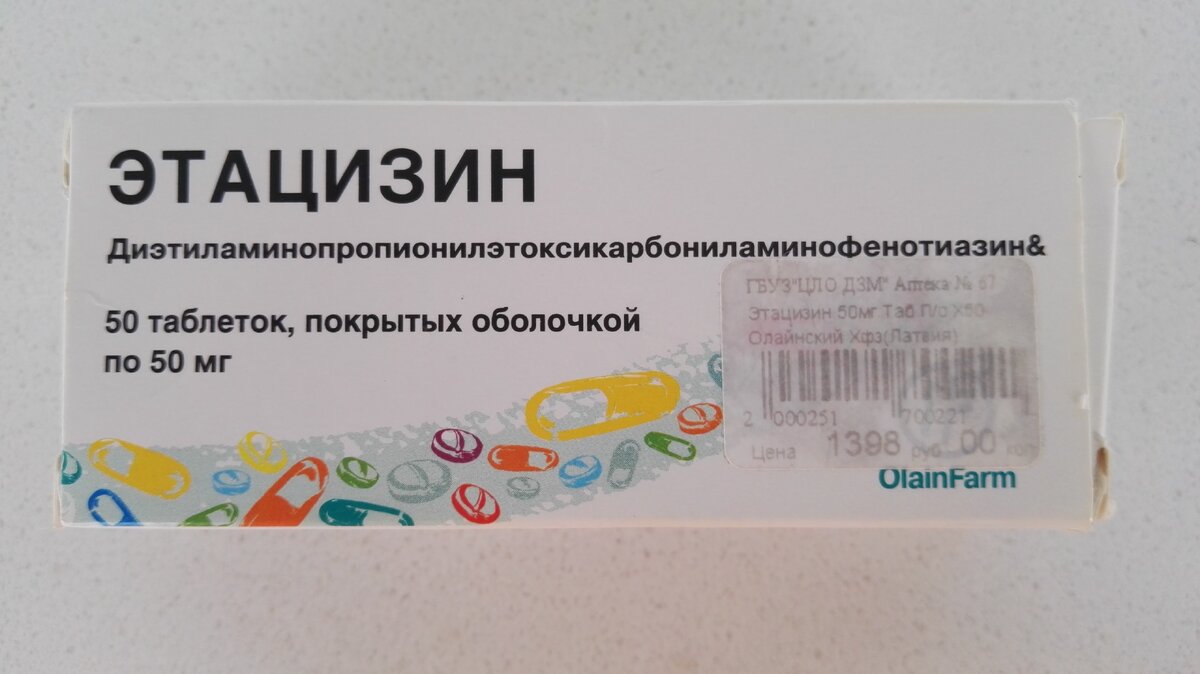 ЭТАЦИЗИН
Диэтиламинопропионилэтоксикарбониламинофенотиазин&
50 таблеток, покрытых оболочкой
по 50 мг
ГБУЗ"ЦЛО ДЗМ" Аптека № 67
Этацизин 50мг Таб П/о Х50
Олайнский Хфз(Латвия)
2 000251 700221
Цена 1398 руб 00 коп
OlainFarm